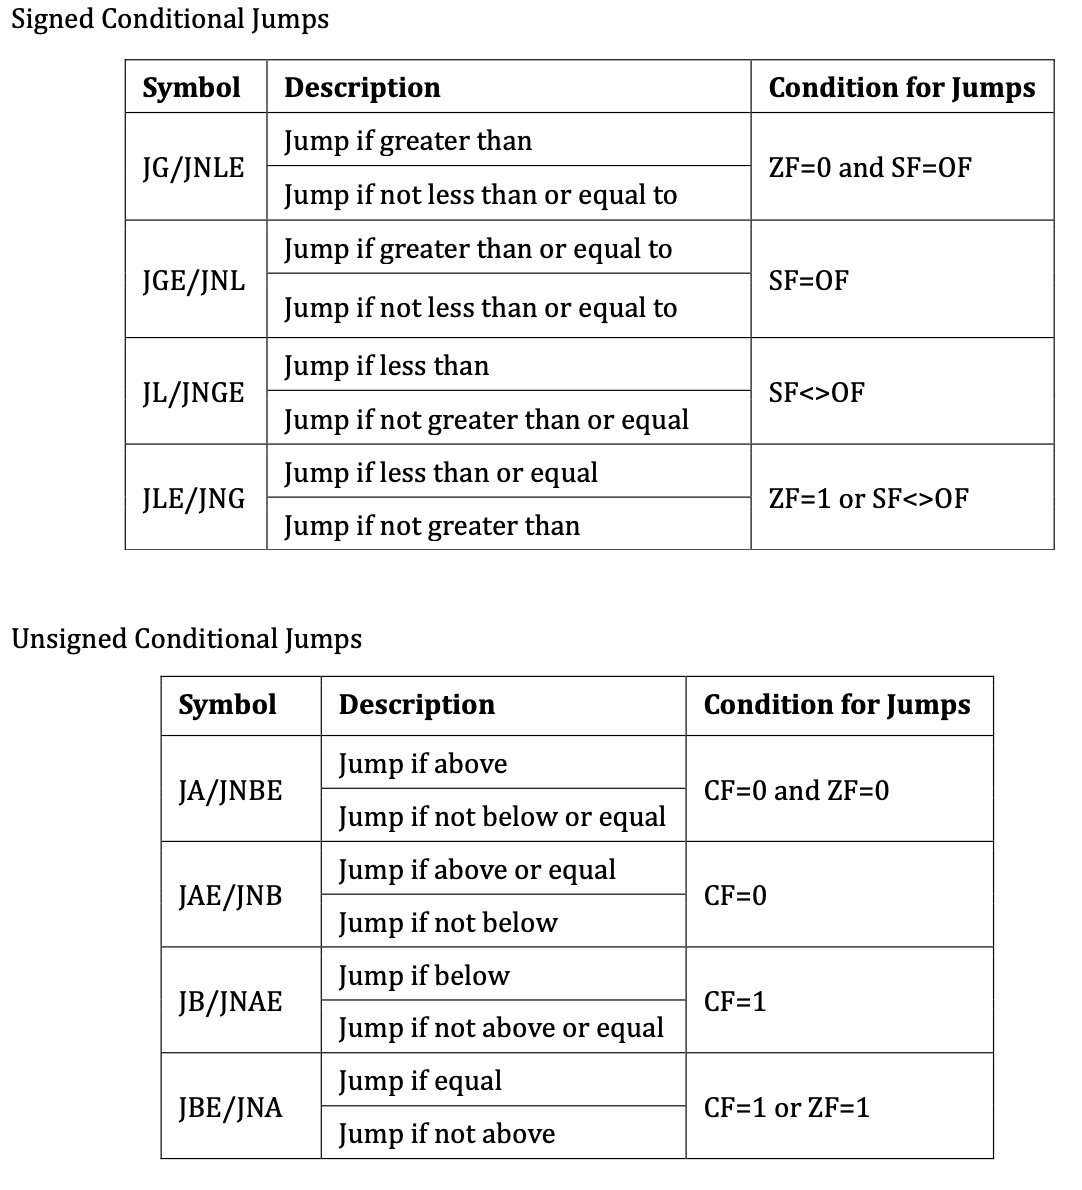 Signed Conditional Jumps
Symbol Description Condition for Jumps
JG/JNLE
Jump if greater than
Jump if not less than or equal to
ZF=0 and SF=OF
JGE/JNL
Jump if greater than or equal to
Jump if not less than or equal to
SF=OF
JL/JNGE
Jump if less than
Jump if not greater than or equal
SF<>OF
JLE/JNG
Jump if less than or equal
Jump if not greater than
ZF=1 or SF<>OF
Unsigned Conditional Jumps
Symbol Description Condition for Jumps
JA/JNBE
Jump if above
Jump if not below or equal
CF=0 and ZF=0
JAE/JNB
Jump if above or equal
Jump if not below
CF=0
JB/JNAE
Jump if below
Jump if not above or equal
CF=1
JBE/JNA
Jump if equal
Jump if not above
CF=1 or ZF=1